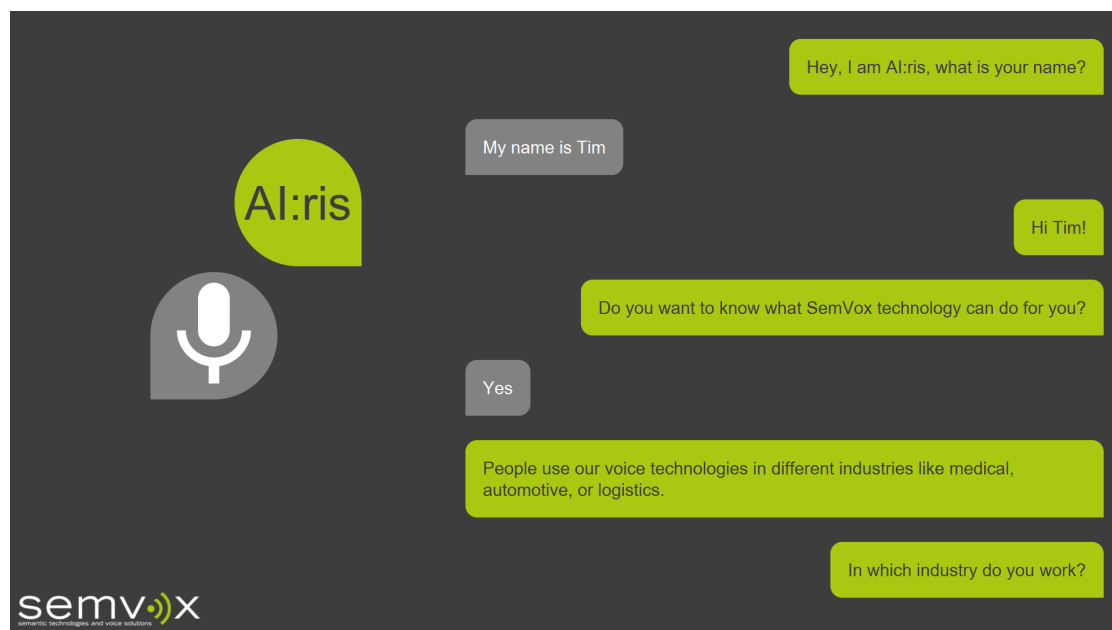 AI:ris
Hey, I am AI:ris, what is your name?
My name is Tim
Hi Tim!
Do you want to know what SemVox technology can do for you?
Yes
People use our voice technologies in different industries like medical,
automotive, or logistics.
In which industry do you work?
semvox
semantic technologies and voice solutions